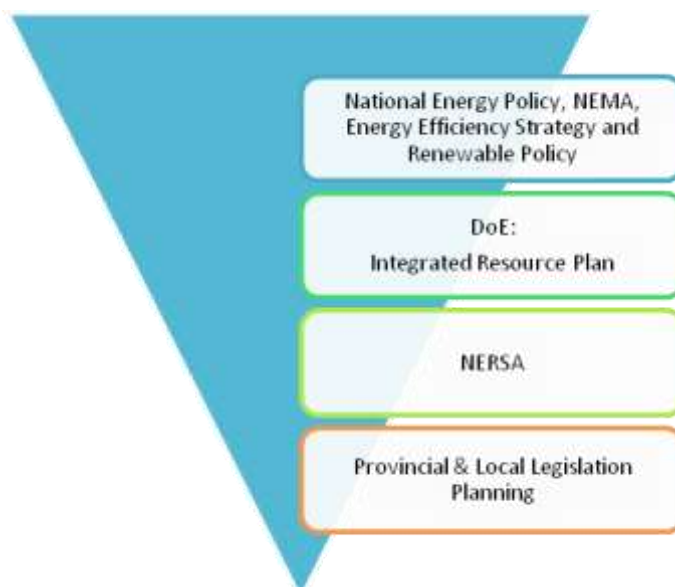 National Energy Policy, NEMA,
Energy Efficiency Strategy and
Renewable Policy
DoE:
Integrated Resource Plan
NERSA
Provincial & Local Legislation
Planning